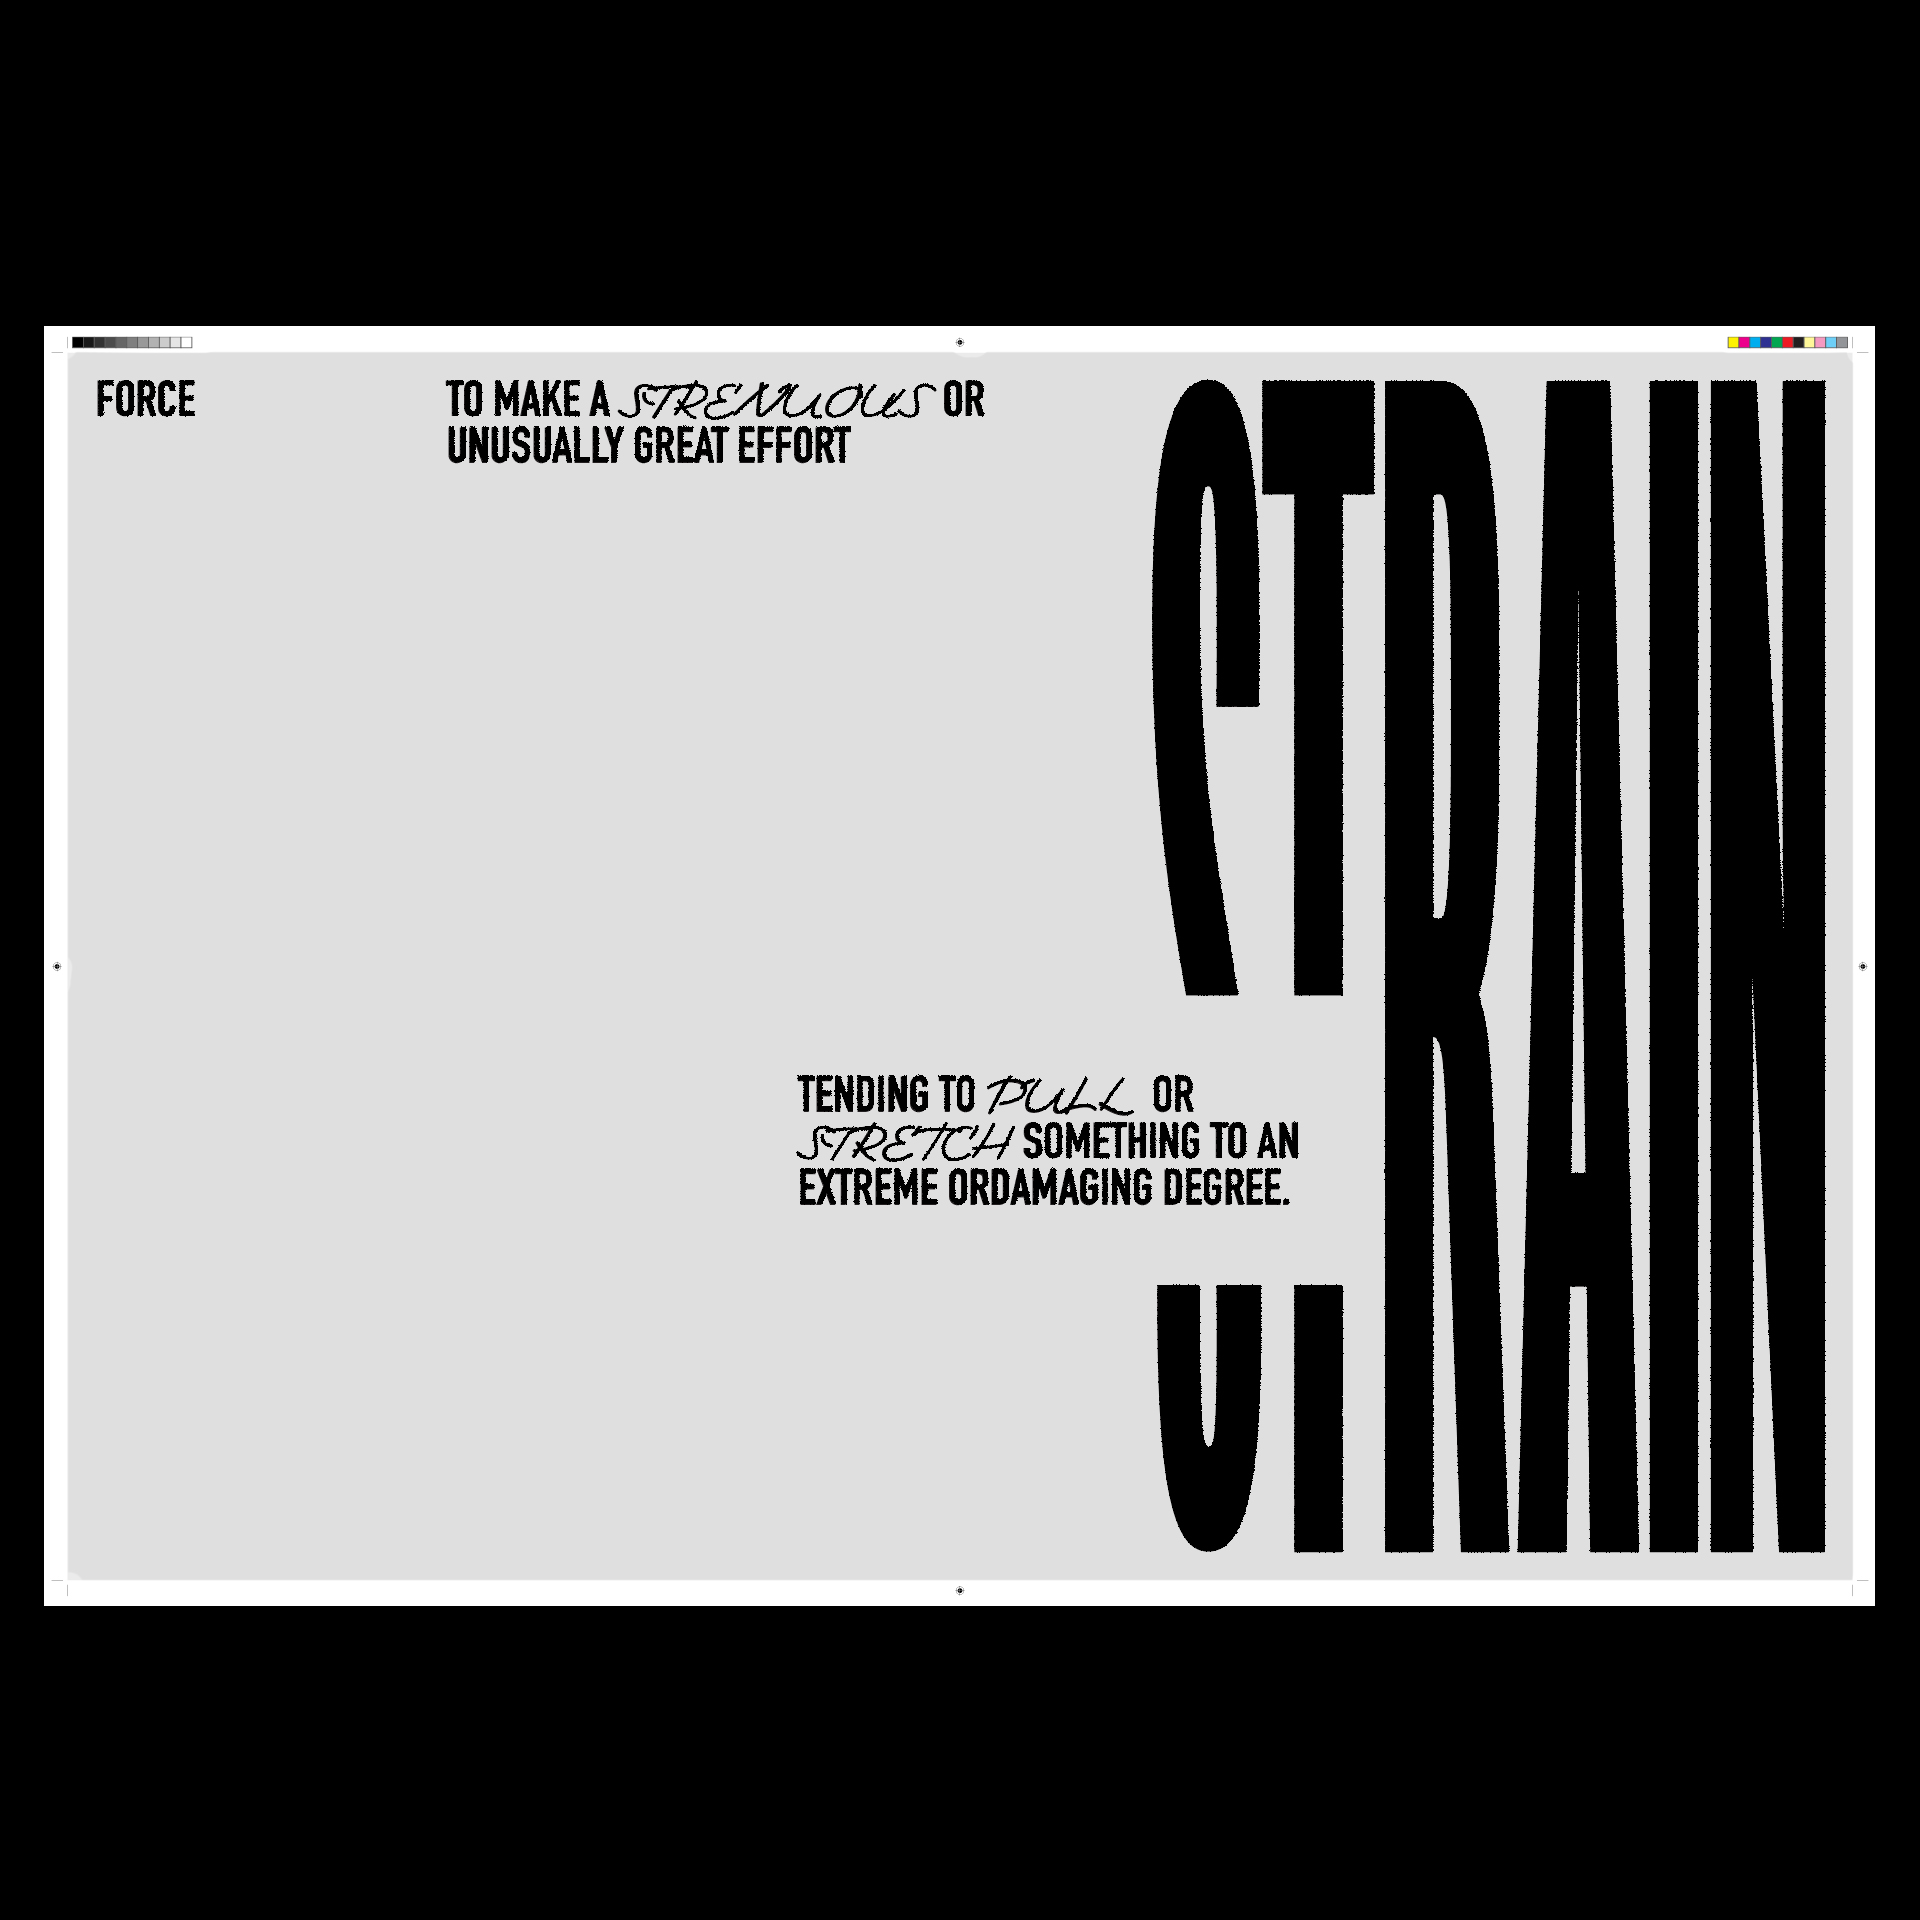 FORCE
TO MAKE A STRENUOUS OR
UNUSUALLY GREAT EFFORT
STRAIN
TENDING TO PULL OR
STRETCH SOMETHING TO AN
EXTREME ORDAMAGING DEGREE.